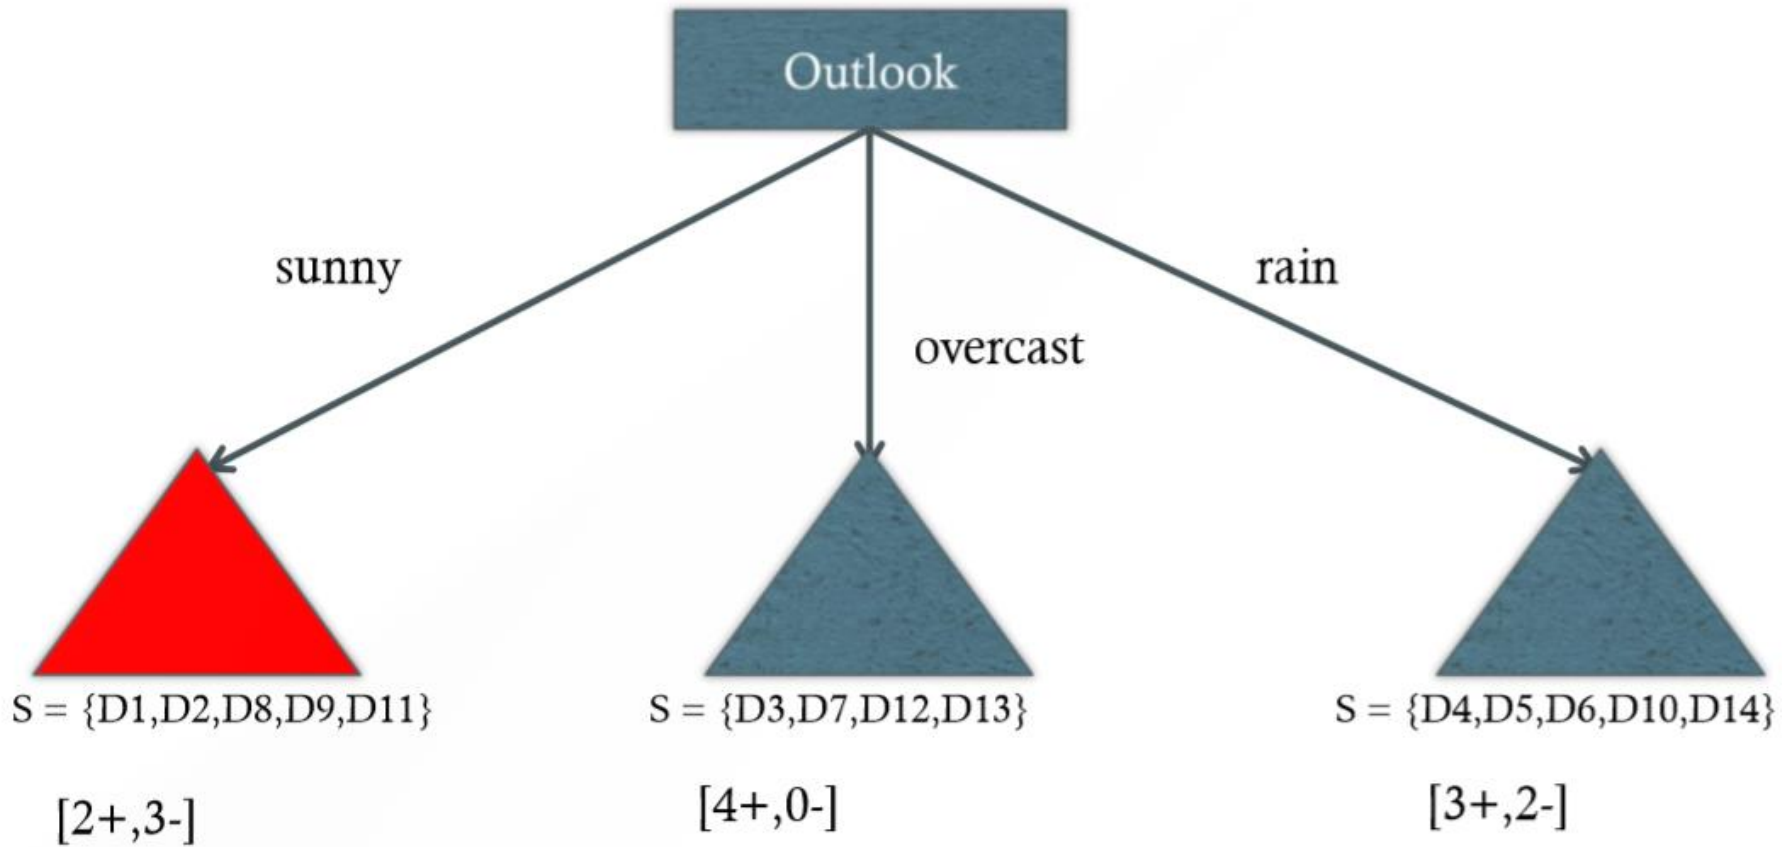 Outlook
sunny
overcast
rain
S = {D1,D2,D8,D9,D11}
S = {D3,D7,D12,D13}
S = {D4,D5,D6,D10,D14}
[2+,3-]
[4+,0-]
[3+,2-]